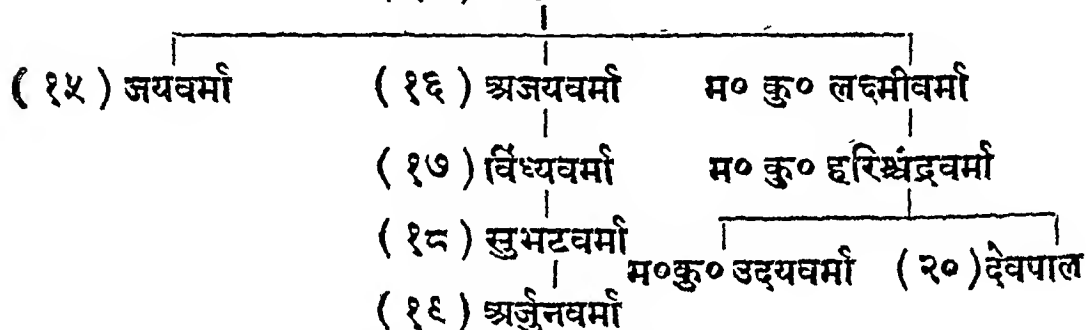 ( १५ ) जयवर्मा ( १६ ) अजयवर्मा म० कु० लक्ष्मीवर्मा
( १७ ) विंध्यवर्मा म० कु० हरिश्चंद्रवर्मा
( १८ ) सुभटवर्मा
म०कु० उदयवर्मा ( २० )देवपाल
( १९ ) अर्जुनवर्मा